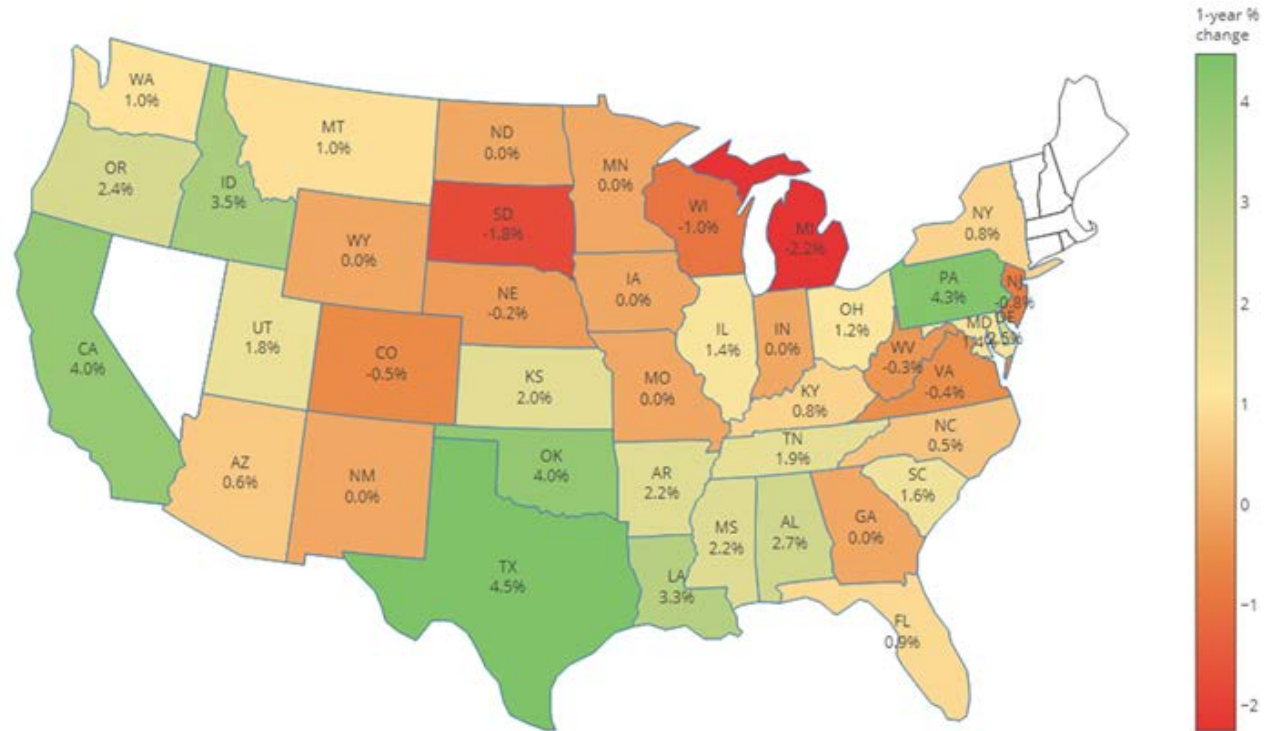 1-year %
change
4
3
2
1
0
−1
−2
WA
1.0%
MT
1.0%
ND
0.0%
MN
0.0%
OR
2.4%
ID
3.5%
SD
-1.8%
WI
-1.0%
MI
-2.2%
NY
0.8%
WY
0.0%
IA
0.0%
NE
-0.2%
PA
4.3%
NJ
-0.8%
UT
1.8%
CO
-0.5%
IL
1.4%
IN
0.0%
OH
1.2%
MD
DE
2.5%
CA
4.0%
KS
2.0%
MO
0.0%
WV
-0.3%
VA
-0.4%
KY
0.8%
NC
0.5%
TN
1.9%
AZ
0.6%
NM
0.0%
OK
4.0%
AR
2.2%
SC
1.6%
MS
2.2%
AL
2.7%
GA
0.0%
TX
4.5%
LA
3.3%
FL
0.9%